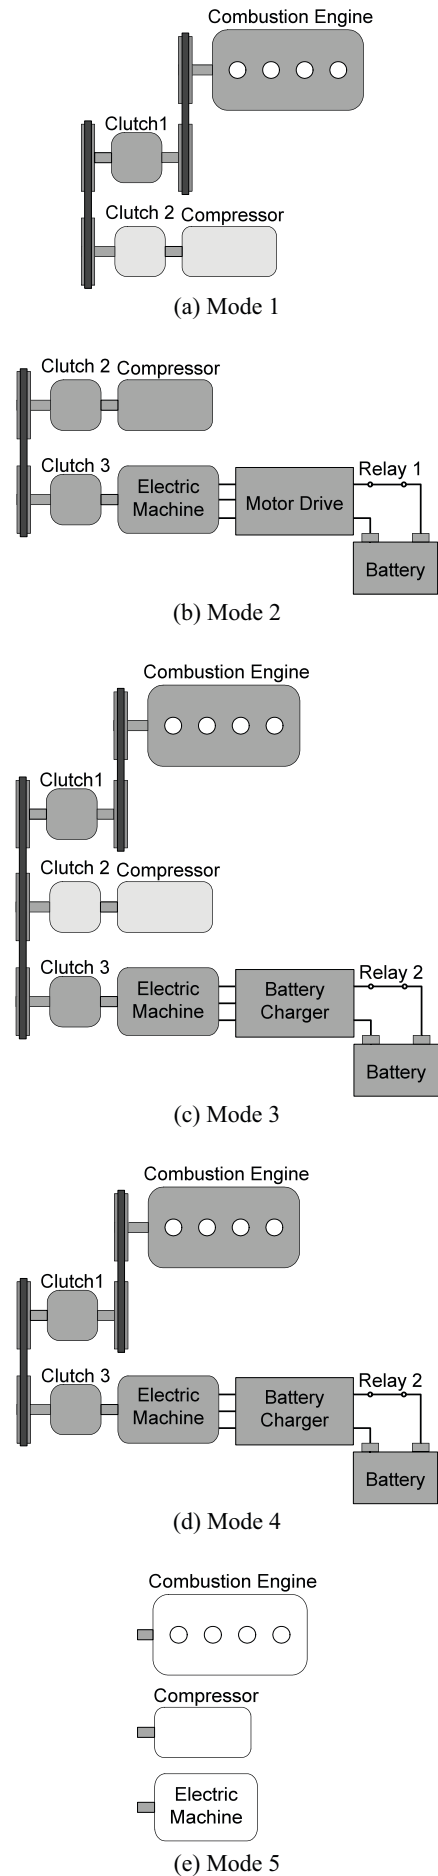 Combustion Engine
Clutch1
Clutch 2 Compressor
(a) Mode 1
Clutch 2 Compressor
Clutch 3
Relay 1
Electric
Machine
Motor Drive
Battery
(b) Mode 2
Combustion Engine
Clutch1
Clutch 2 Compressor
Clutch 3
Relay 2
Electric
Machine
Battery
Charger
Battery
(c) Mode 3
Combustion Engine
Clutch1
Clutch 3
Relay 2
Electric
Machine
Battery
Charger
Battery
(d) Mode 4
Combustion Engine
Compressor
Electric
Machine
(e) Mode 5